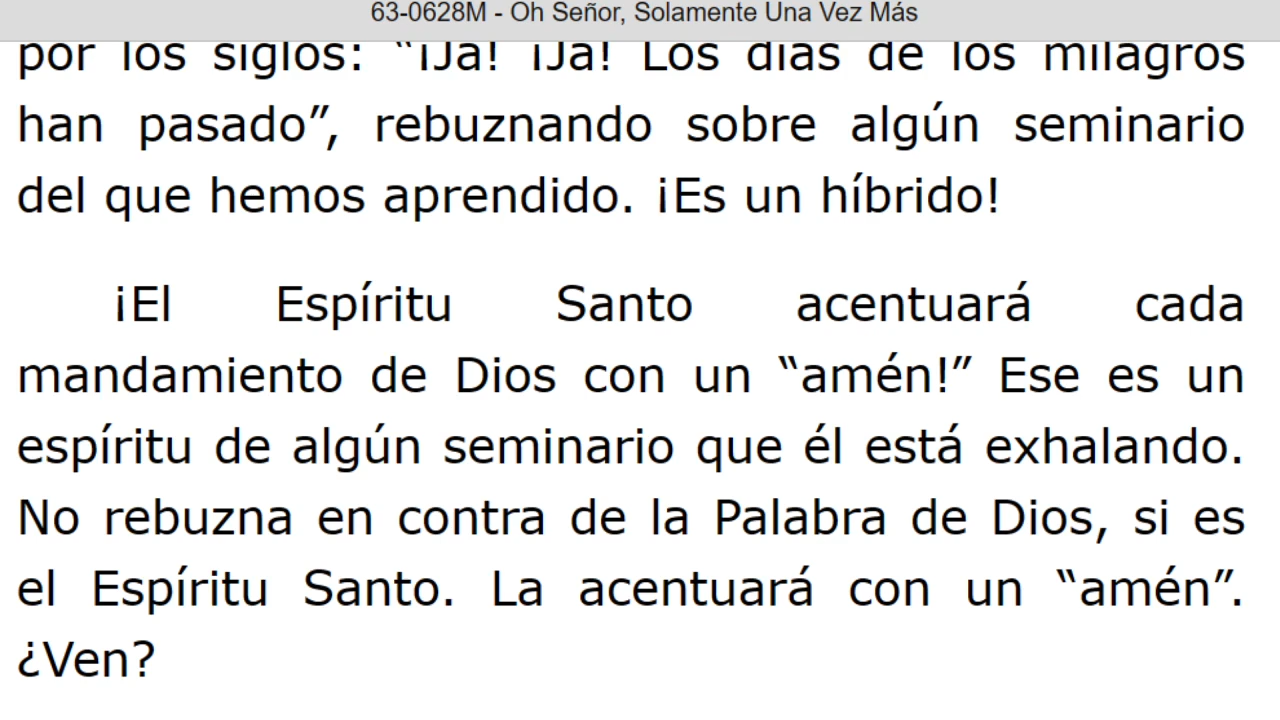 63-0628M - Oh Señor, Solamente Una Vez Más
por los siglos: “¡Ja! ¡Ja! Los días de los milagros
han pasado”, rebuznando sobre algún seminario
del que hemos aprendido. ¡Es un híbrido!
¡El Espíritu Santo acentuará cada
mandamiento de Dios con un “amén!” Ese es un
espíritu de algún seminario que él está exhalando.
No rebuzna en contra de la Palabra de Dios, si es
el Espíritu Santo. La acentuará con un “amén”.
¿Ven?